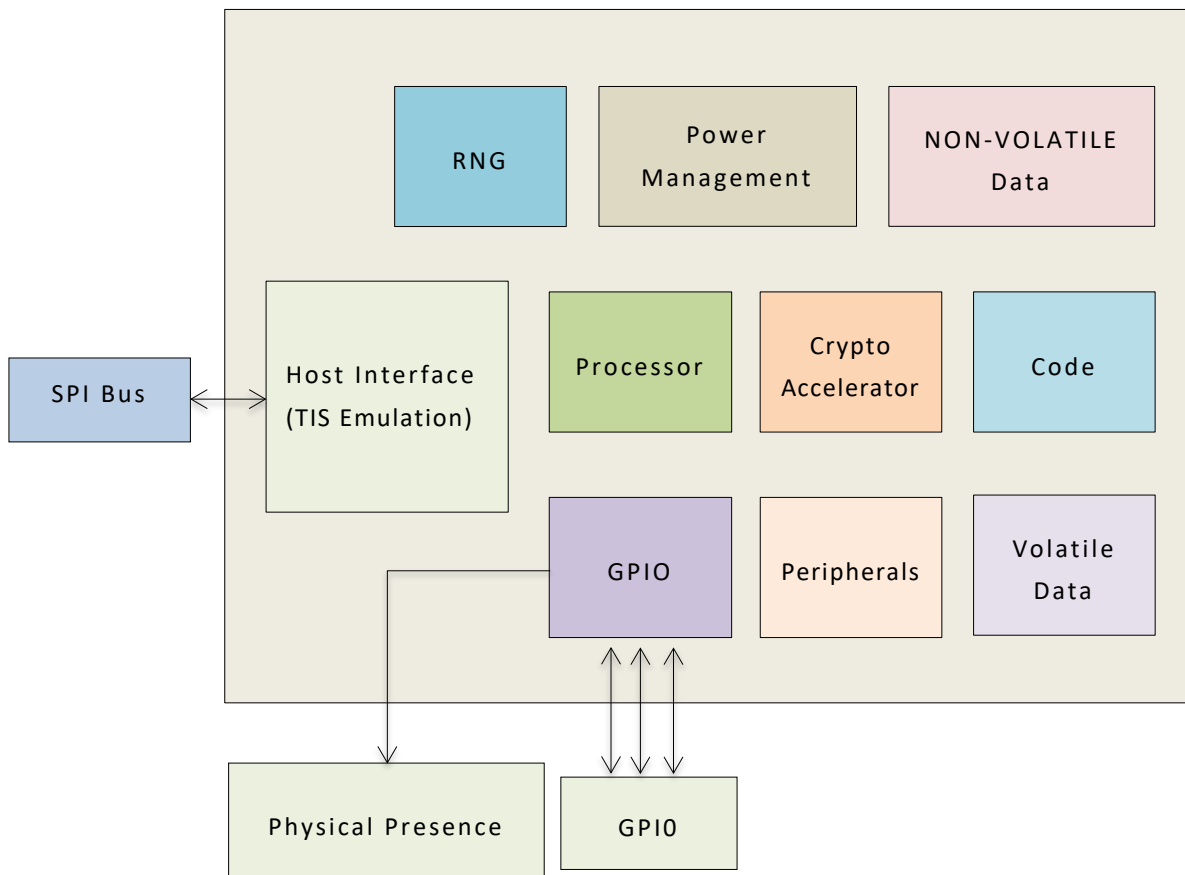 RNG
Power
Management
NON-VOLATILE
Data
SPI Bus
Host Interface
(TIS Emulation)
Processor
Crypto
Accelerator
Code
GPIO
Peripherals
Volatile
Data
Physical Presence
GPI0